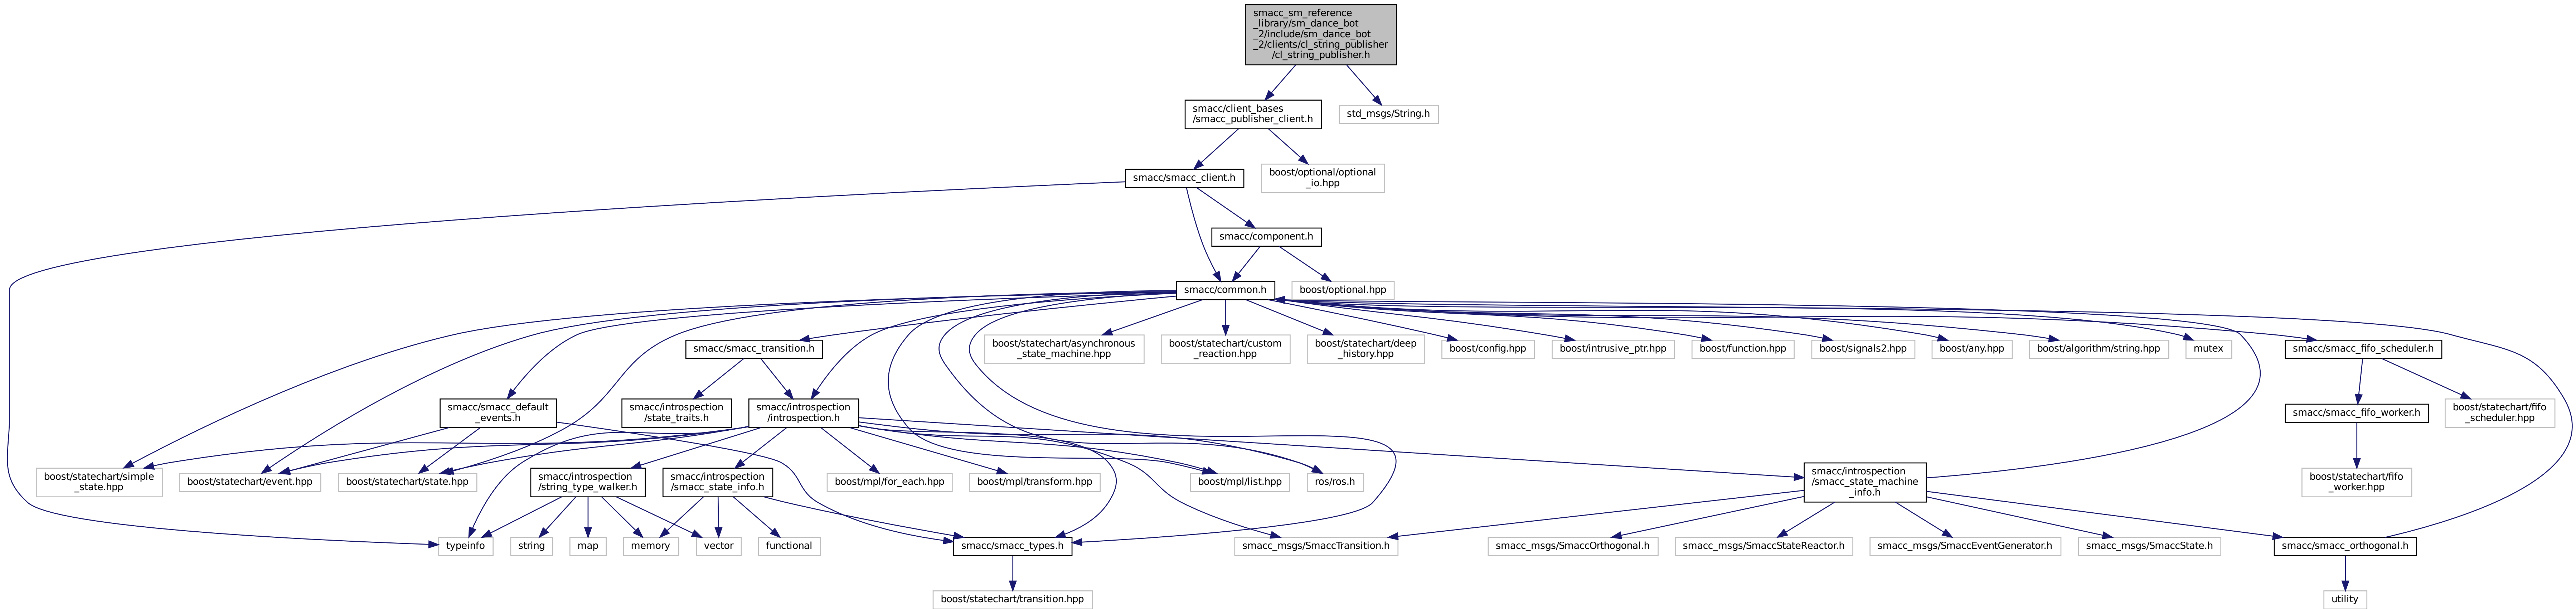 smacc_sm_reference
_library/sm_dance_bot
_2/include/sm_dance_bot
_2/clients/cl_string_publisher
/cl_string_publisher.h
smacc/client_bases
/smacc_publisher_client.h
std_msgs/String.h
smacc/smacc_client.h
boost/optional/optional
_io.hpp
smacc/component.h
smacc/common.h
boost/optional.hpp
smacc/smacc_transition.h
boost/statechart/asynchronous
_state_machine.hpp
boost/statechart/custom
_reaction.hpp
boost/statechart/deep
_history.hpp
boost/config.hpp
boost/intrusive_ptr.hpp
boost/function.hpp
boost/signals2.hpp
boost/any.hpp
boost/algorithm/string.hpp
mutex
smacc/smacc_fifo_scheduler.h
smacc/smacc_default
_events.h
smacc/introspection
/state_traits.h
smacc/introspection
/introspection.h
smacc/smacc_fifo_worker.h
boost/statechart/fifo
_scheduler.hpp
boost/statechart/simple
_state.hpp
boost/statechart/event.hpp
boost/statechart/state.hpp
smacc/introspection
/string_type_walker.h
smacc/introspection
/smacc_state_info.h
boost/mpl/for_each.hpp
boost/mpl/transform.hpp
boost/mpl/list.hpp
ros/ros.h
smacc/introspection
/smacc_state_machine
_info.h
boost/statechart/fifo
_worker.hpp
typeinfo
string
map
memory
vector
functional
smacc/smacc_types.h
smacc_msgs/SmaccTransition.h
smacc_msgs/SmaccOrthogonal.h
smacc_msgs/SmaccStateReactor.h
smacc_msgs/SmaccEventGenerator.h
smacc_msgs/SmaccState.h
smacc/smacc_orthogonal.h
boost/statechart/transition.hpp
utility